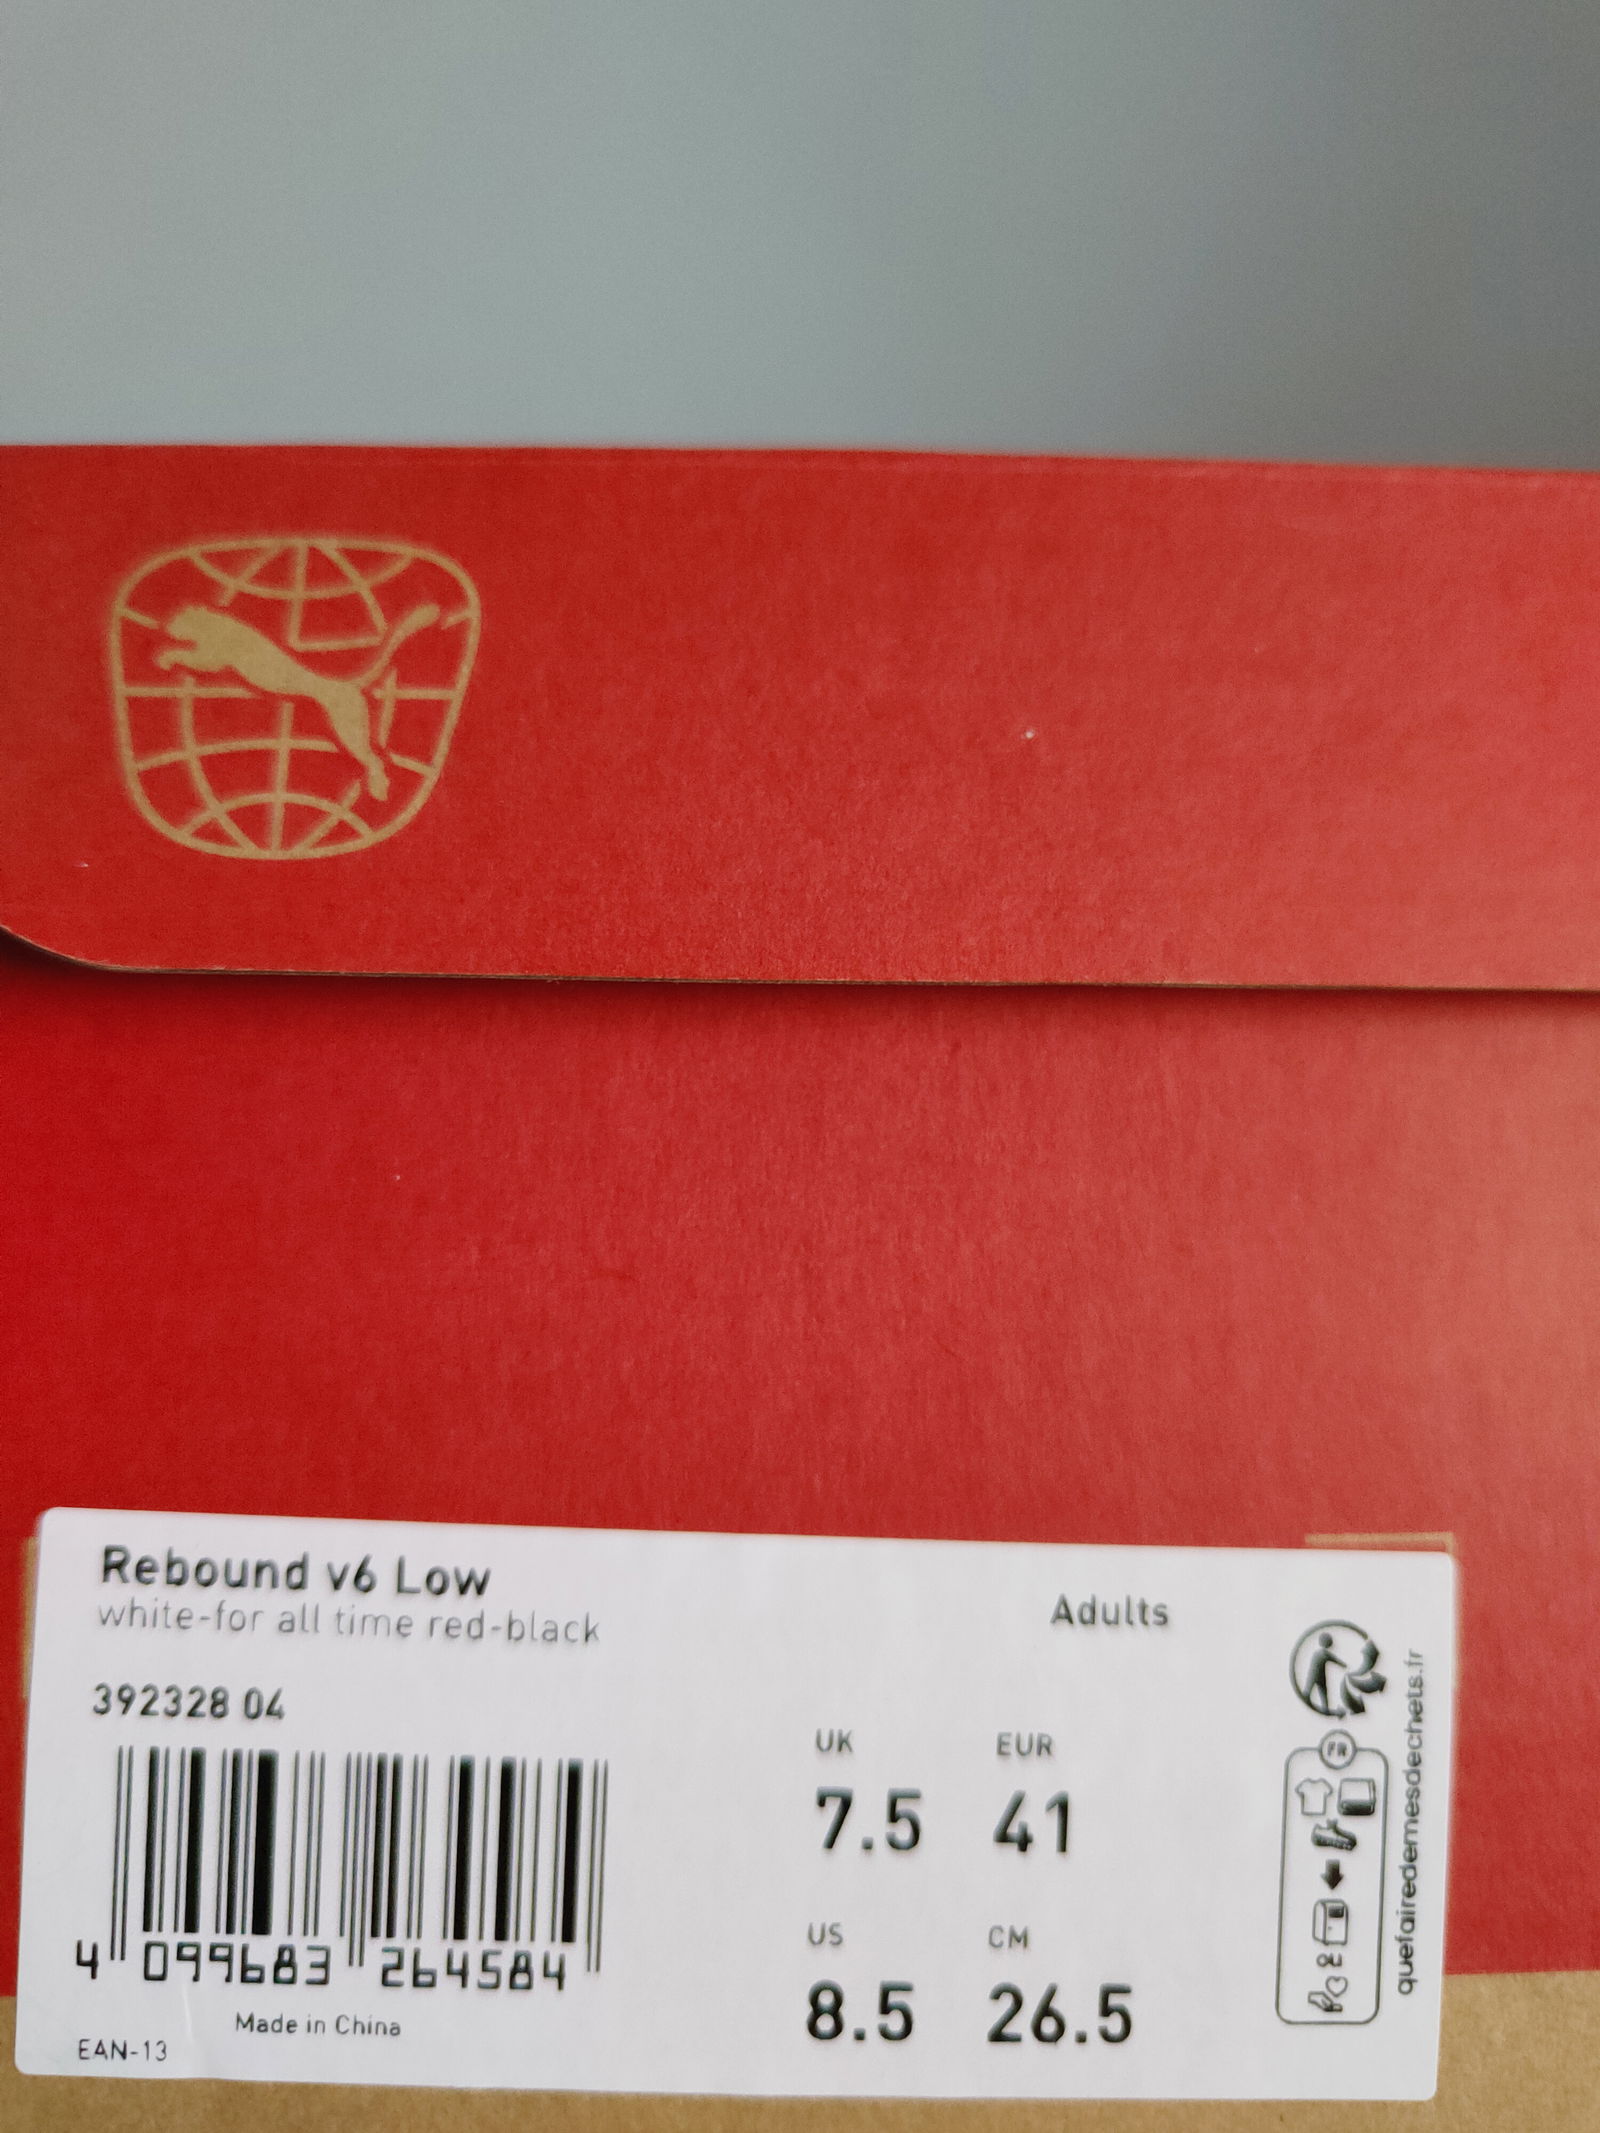 Rebound v6 Low
white-for all time red-black
Adults
392328 04
4 099683 264584
Made in China
EAN-13
UK EUR
7.5 41
US CM
8.5 26.5
FR
quefairedemesdechets.fr